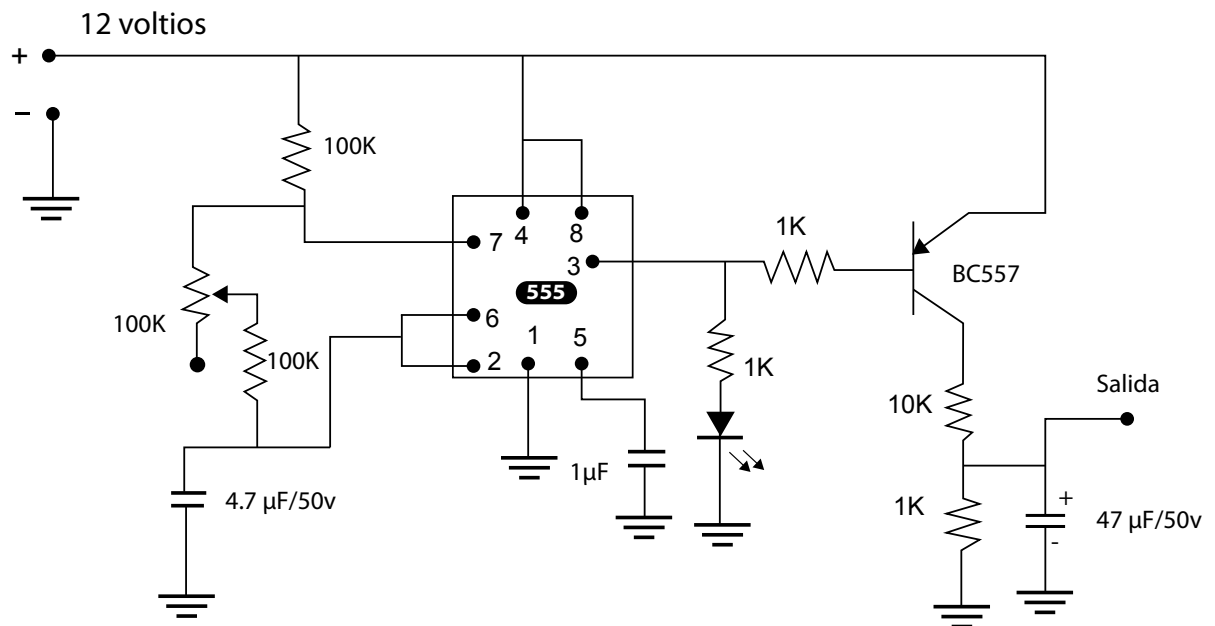 12 voltios
+
-
100K
1K
7
4
8
3
BC557
555
6
100K
1
5
2
100K
1K
Salida
10K
1µF
4.7 µF/50v
1K
+
47 µF/50v
-